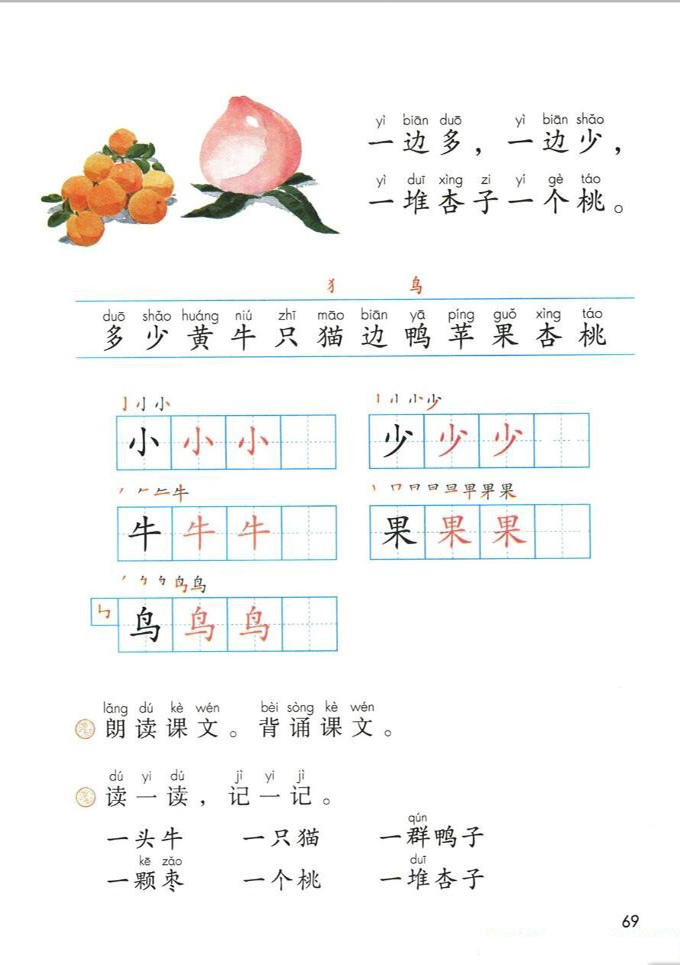 yì biān duō yì biān shǎo
一边多，一边少，
yì duī xìng zi yí gè táo
一堆杏子一个桃。
犭 鸟
duō shǎo huáng niú zhī māo biān yā píng guǒ xìng táo
多少黄牛只猫边鸭苹果杏桃
小 小 小
少 少 少
牛 牛 牛
果 果 果
鸟 鸟 鸟
lǎng dú kè wén bèi sòng kè wén
朗读课文。背诵课文。
dú yi dú jì yi jì
读一读，记一记。
qún
一头牛 一只猫 一群鸭子
kē zǎo duī
一颗枣 一个桃 一堆杏子
69